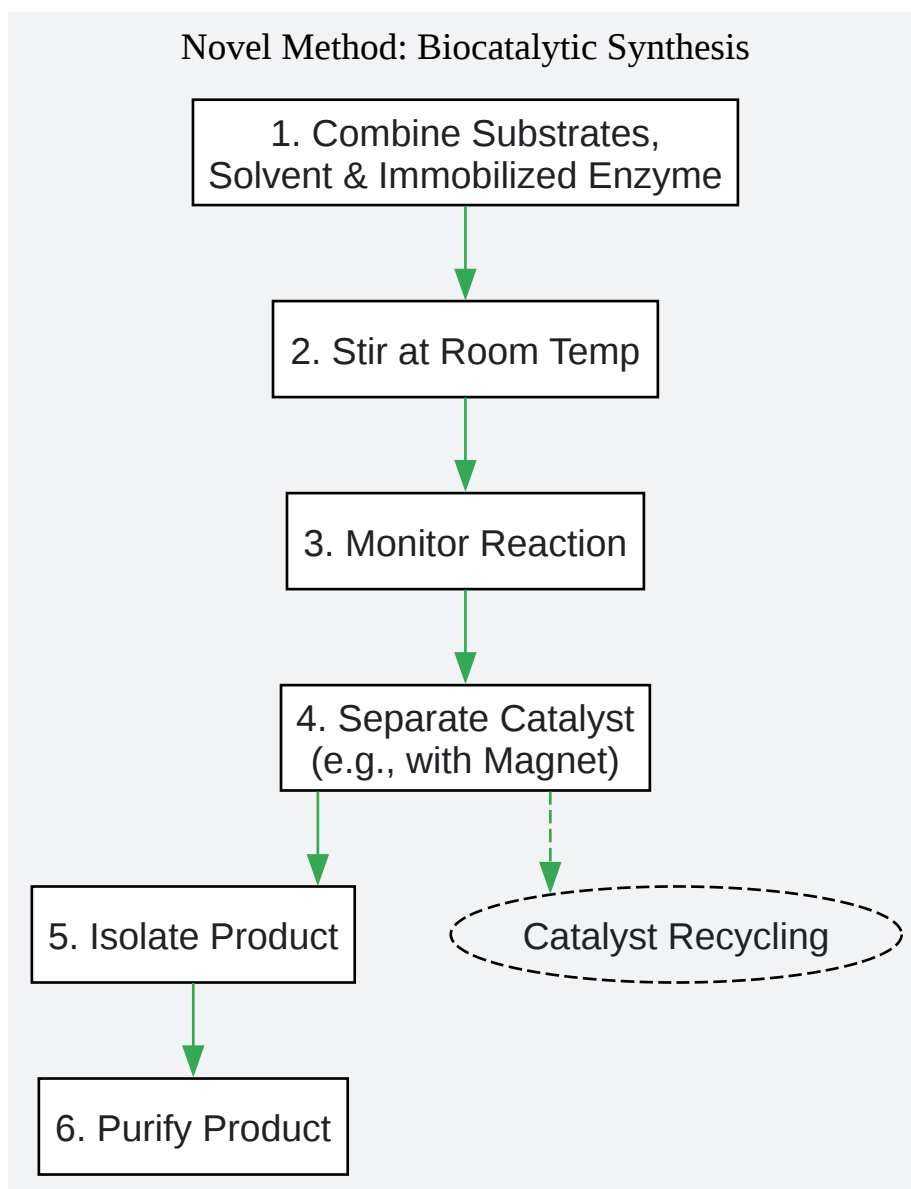 Novel Method: Biocatalytic Synthesis
1. Combine Substrates,
Solvent & Immobilized Enzyme
2. Stir at Room Temp
3. Monitor Reaction
4. Separate Catalyst
(e.g., with Magnet)
5. Isolate Product
Catalyst Recycling
6. Purify Product